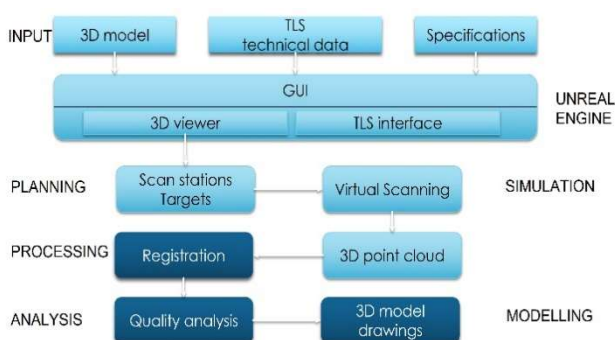 INPUT
3D model
TLS
technical data
Specifications
GUI
3D viewer
TLS interface
UNREAL
ENGINE
PLANNING
Scan stations
Targets
Virtual Scanning
SIMULATION
PROCESSING
Registration
3D point cloud
ANALYSIS
Quality analysis
3D model
drawings
MODELLING